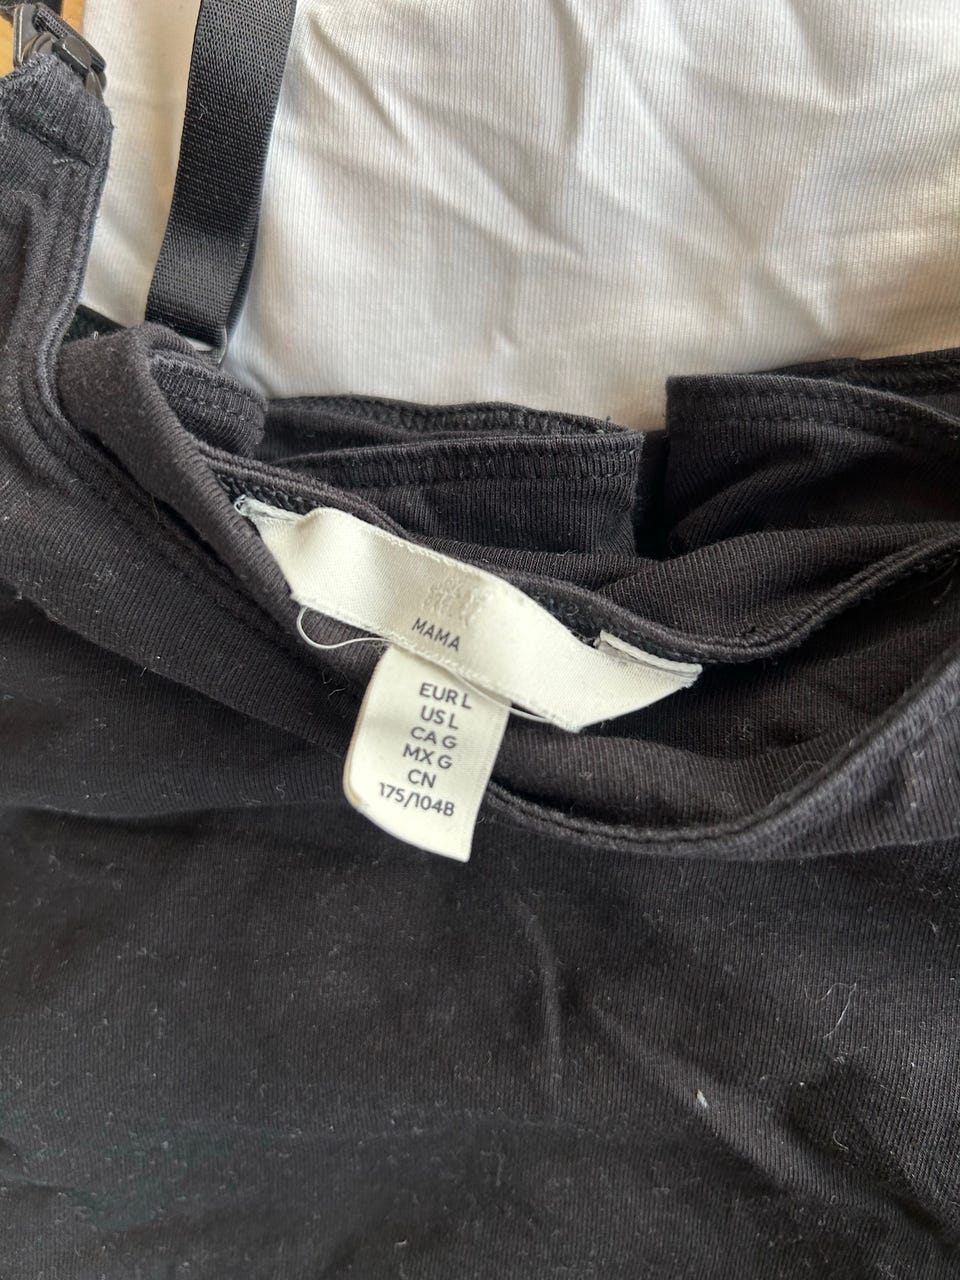 MAMA
EUR L
US L
CA G
MX G
CN
175/104B